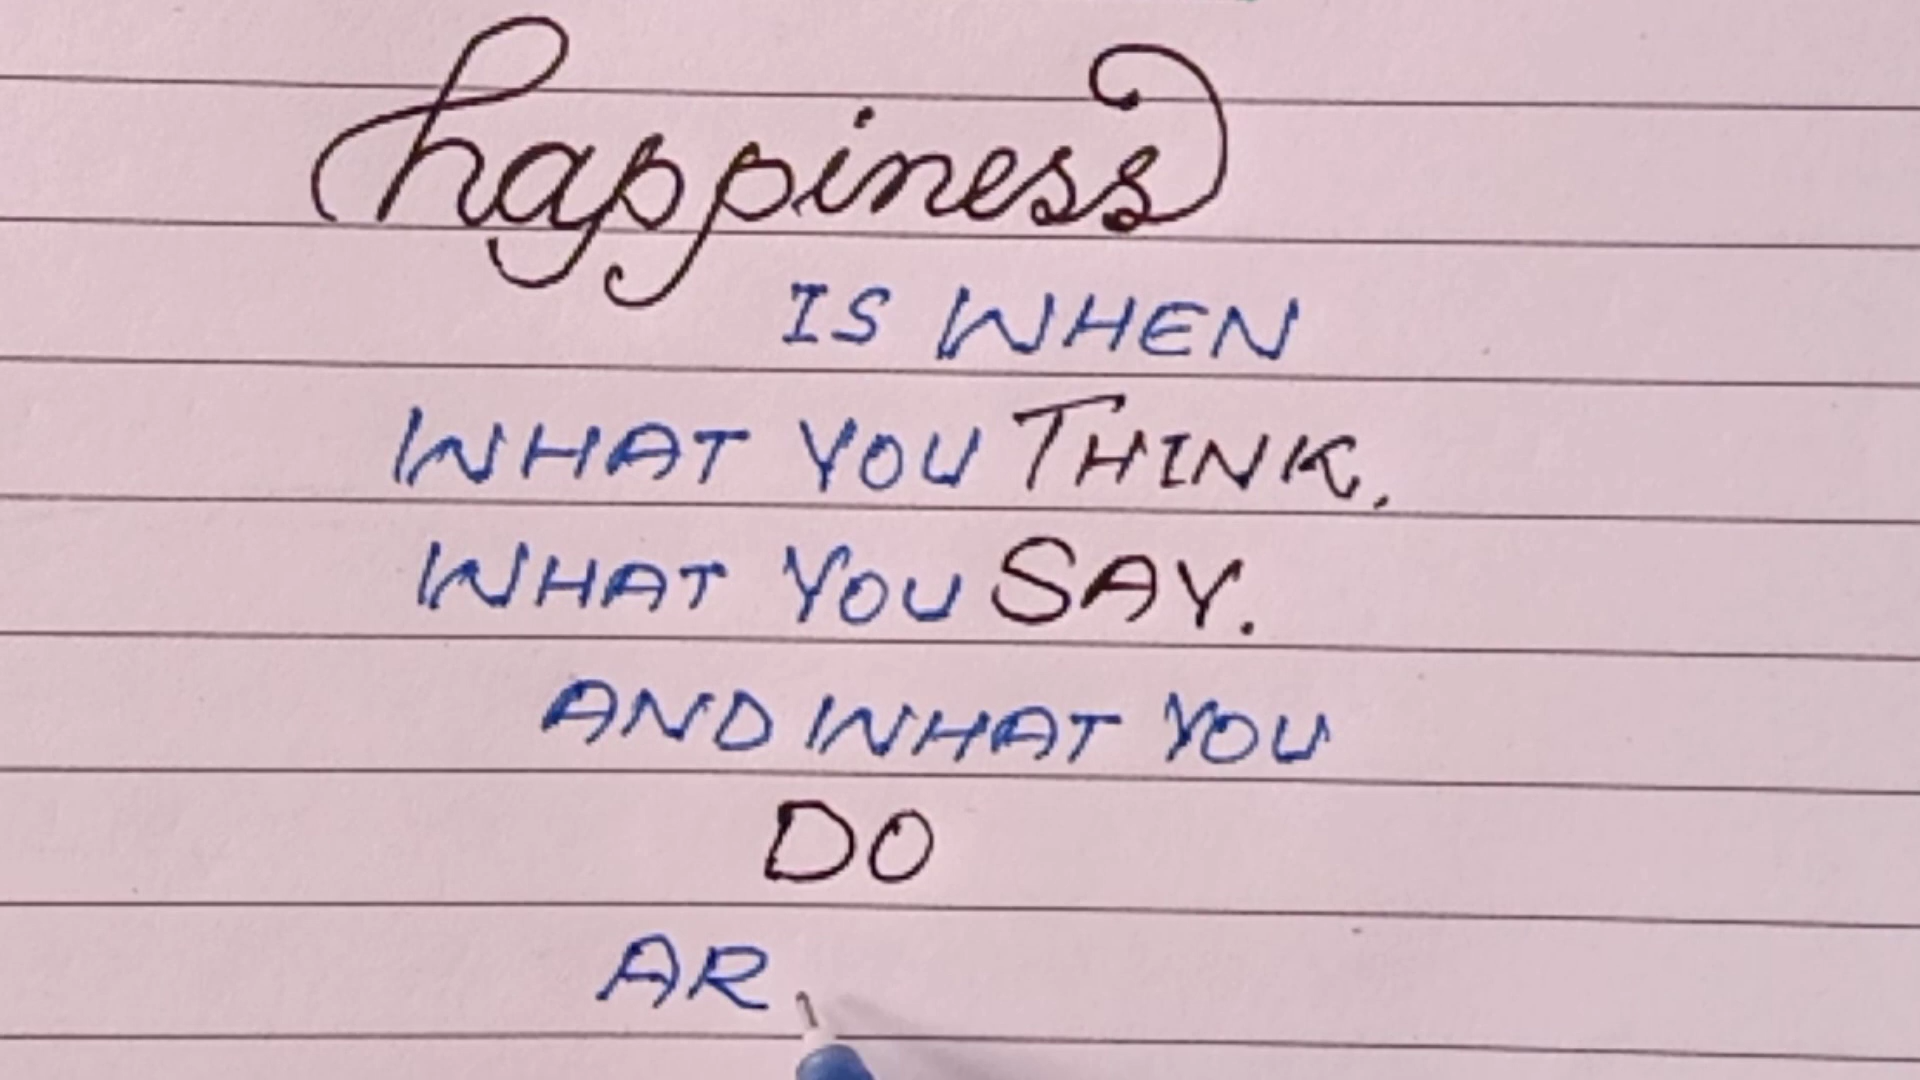 happiness
IS WHEN
WHAT YOU THINK.
WHAT YOU SAY.
AND WHAT YOU
DO
AR